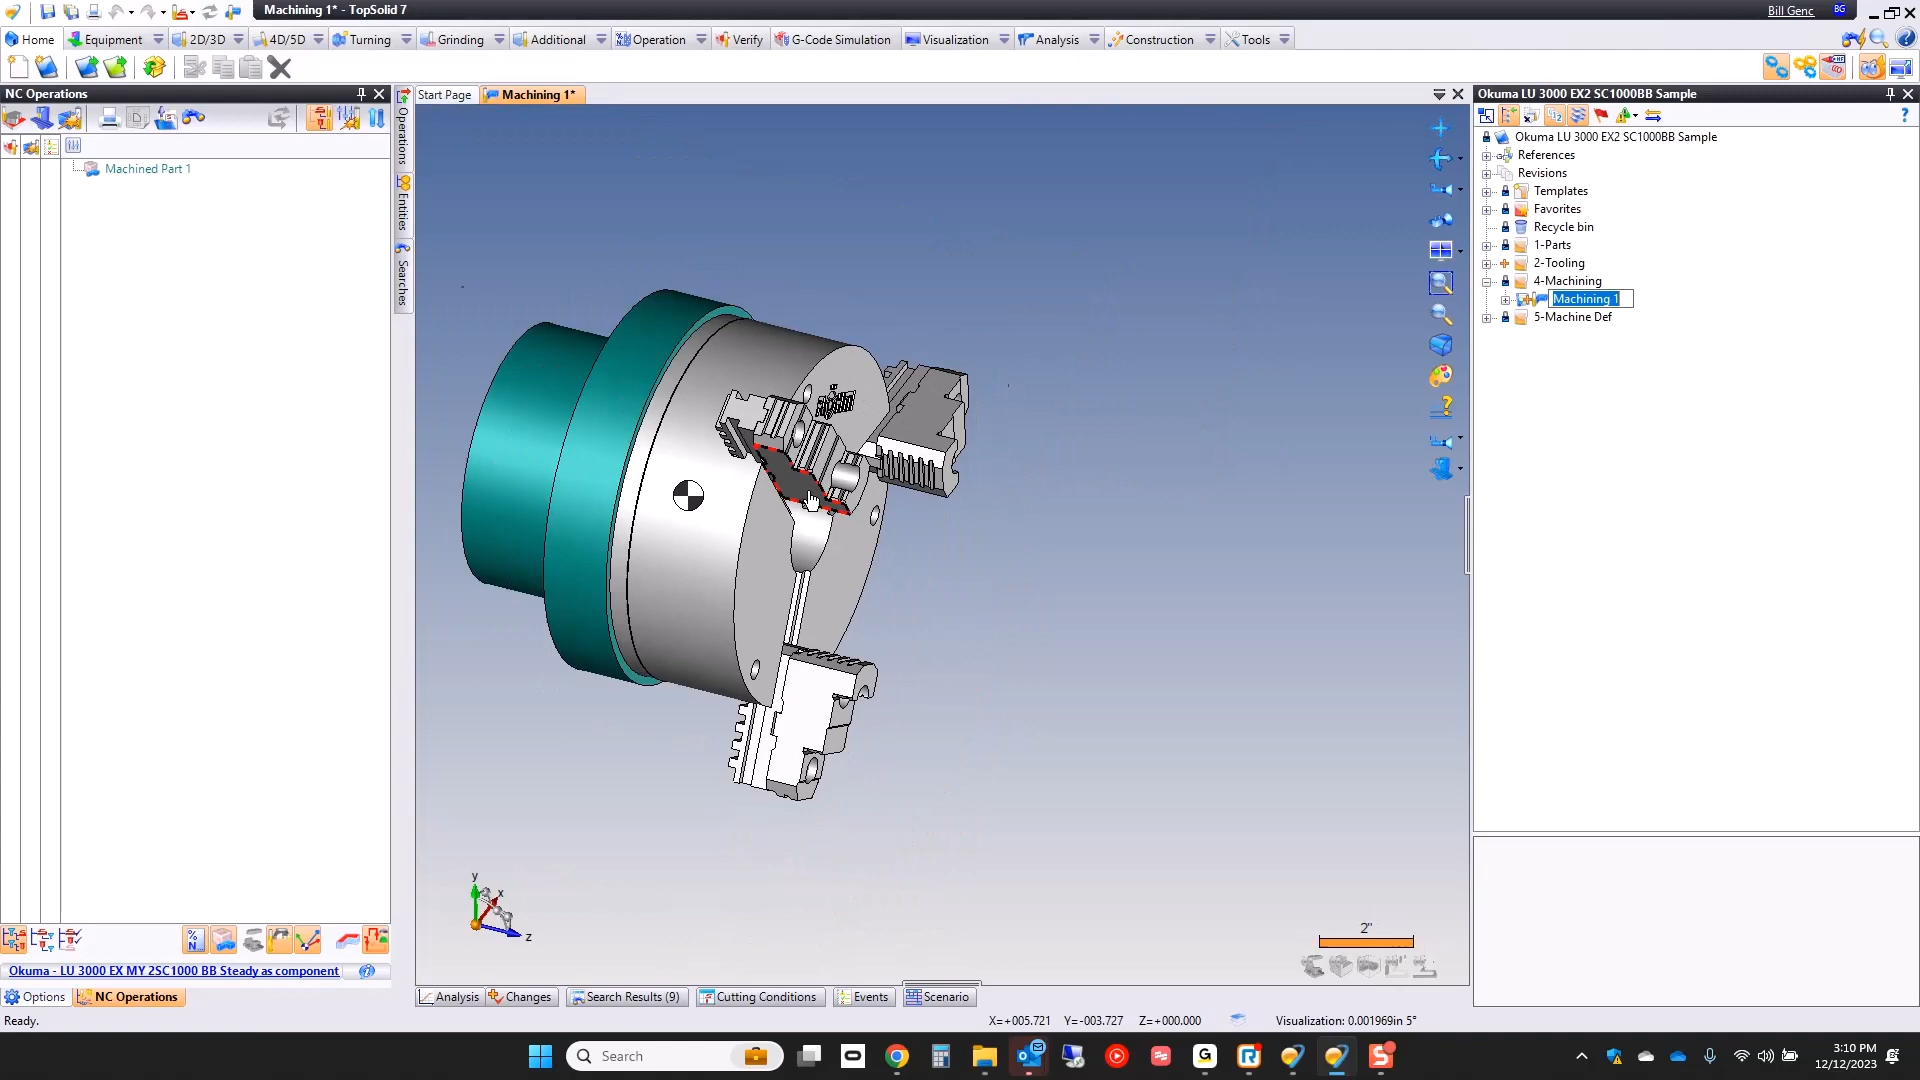 Machining 1* - TopSolid 7
Bill Genc
BG
Home
Equipment
2D/3D
4D/5D
Turning
Grinding
Additional
Operation
Verify
G-Code Simulation
Visualization
Analysis
Construction
Tools
NC Operations
Start Page
Machining 1*
Okuma LU 3000 EX2 SC1000BB Sample
Machined Part 1
Operations
Entities
Searches
Okuma LU 3000 EX2 SC1000BB Sample
References
Revisions
Templates
Favorites
Recycle bin
1-Parts
2-Tooling
4-Machining
Machining 1
5-Machine Def
y
x
z
2"
Okuma - LU 3000 EX MY 2SC1000 BB Steady as component
Options
NC Operations
Analysis
Changes
Search Results (9)
Cutting Conditions
Events
Scenario
Ready.
X=+005.721 Y=-003.727 Z=+000.000
Visualization: 0.001969in 5°
Search
3:10 PM
12/12/2023